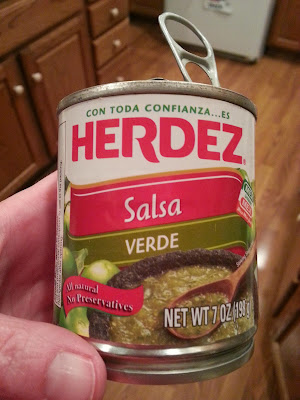 CON TODA CONFIANZA...ES
HERDEZ®
Salsa
VERDE
All natural
No Preservatives
NET WT 7 OZ (198 g